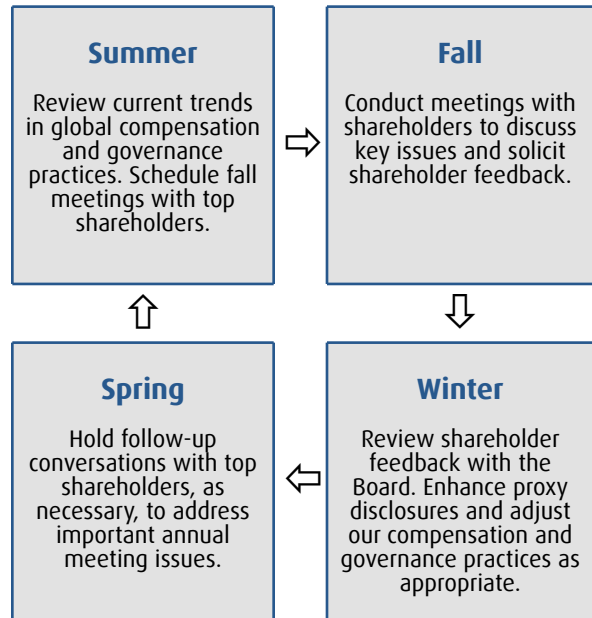 Summer
Review current trends
in global compensation
and governance
practices. Schedule fall
meetings with top
shareholders.
Fall
Conduct meetings with
shareholders to discuss
key issues and solicit
shareholder feedback.
Spring
Hold follow-up
conversations with top
shareholders, as
necessary, to address
important annual
meeting issues.
Winter
Review shareholder
feedback with the
Board. Enhance proxy
disclosures and adjust
our compensation and
governance practices as
appropriate.